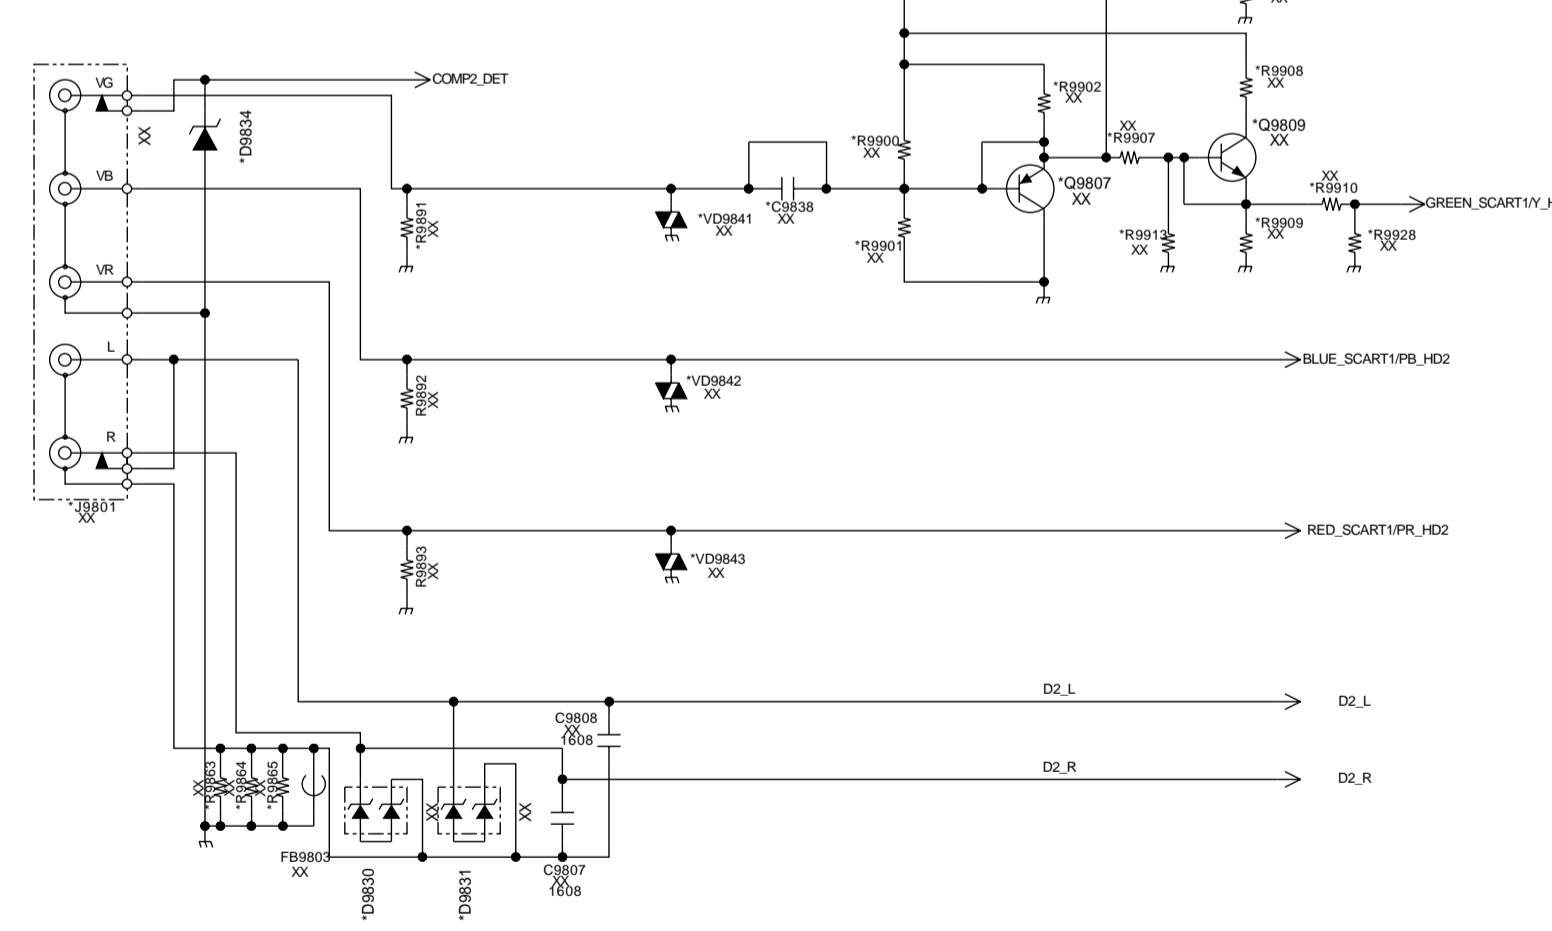 XX
VG
COMP2_DET
XX
*D9834
VB
VR
L
R
*J9801
XX
*R9891
XX
*VD9841
XX
*C9838
XX
*R9900
XX
*R9901
XX
*R9902
XX
*Q9807
XX
XX
*R9907
*R9908
XX
*Q9809
XX
*R9913
XX
*R9909
XX
XX
*R9910
*R9928
XX
GREEN_SCART1/Y_H
R9892
XX
*VD9842
XX
BLUE_SCART1/PB_HD2
R9893
XX
*VD9843
XX
RED_SCART1/PR_HD2
D2_L
D2_L
C9808
XX
1608
D2_R
D2_R
XX
*R9863
XX
*R9864
XX
*R9865
FB9803
XX
XX
*D9830
XX
*D9831
C9807
XX
1608